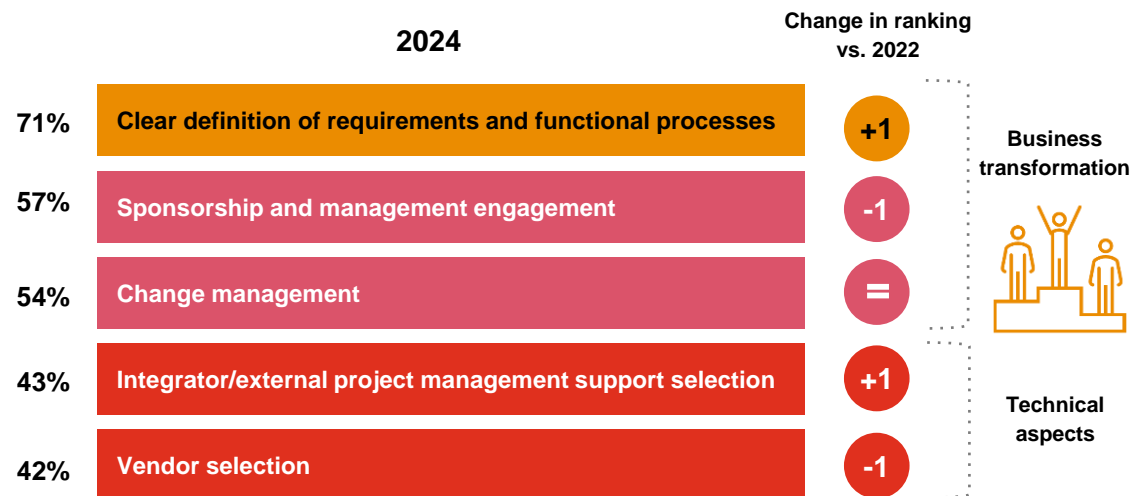 2024
Change in ranking
vs. 2022
71%
Clear definition of requirements and functional processes
+1
57%
Sponsorship and management engagement
-1
54%
Change management
=
Business
transformation
43%
Integrator/external project management support selection
+1
42%
Vendor selection
-1
Technical
aspects